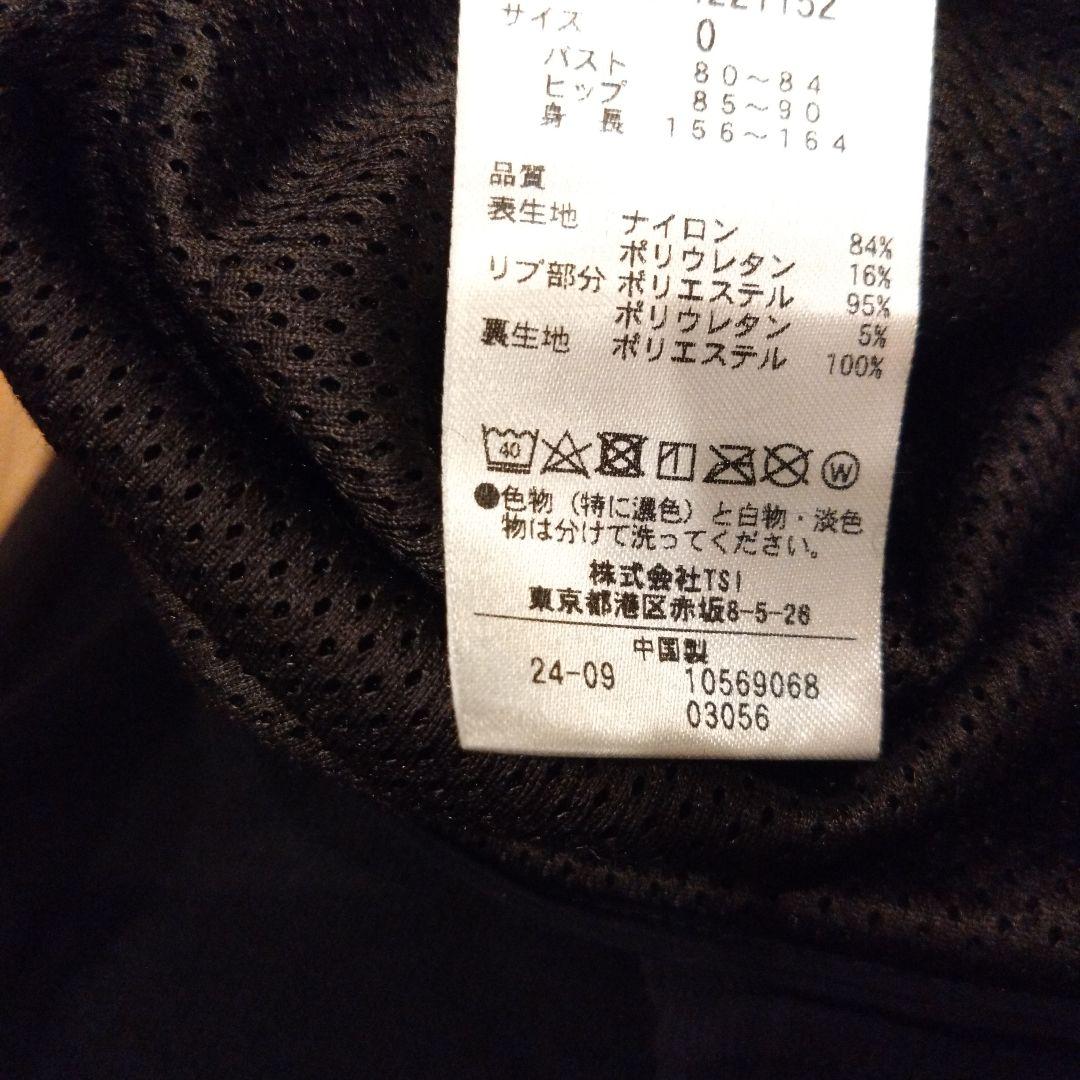 サイズ 0
バスト 80～84
ヒップ 85～90
身長 156～164
品質
表生地 ナイロン 84%
ポリウレタン 16%
リブ部分 ポリエステル 95%
ポリウレタン 5%
裏生地 ポリエステル 100%
40
W
●色物（特に濃色）と白物・淡色
物は分けて洗ってください。
株式会社TSI
東京都港区赤坂8-5-28
中国製
24-09 10569068
03056